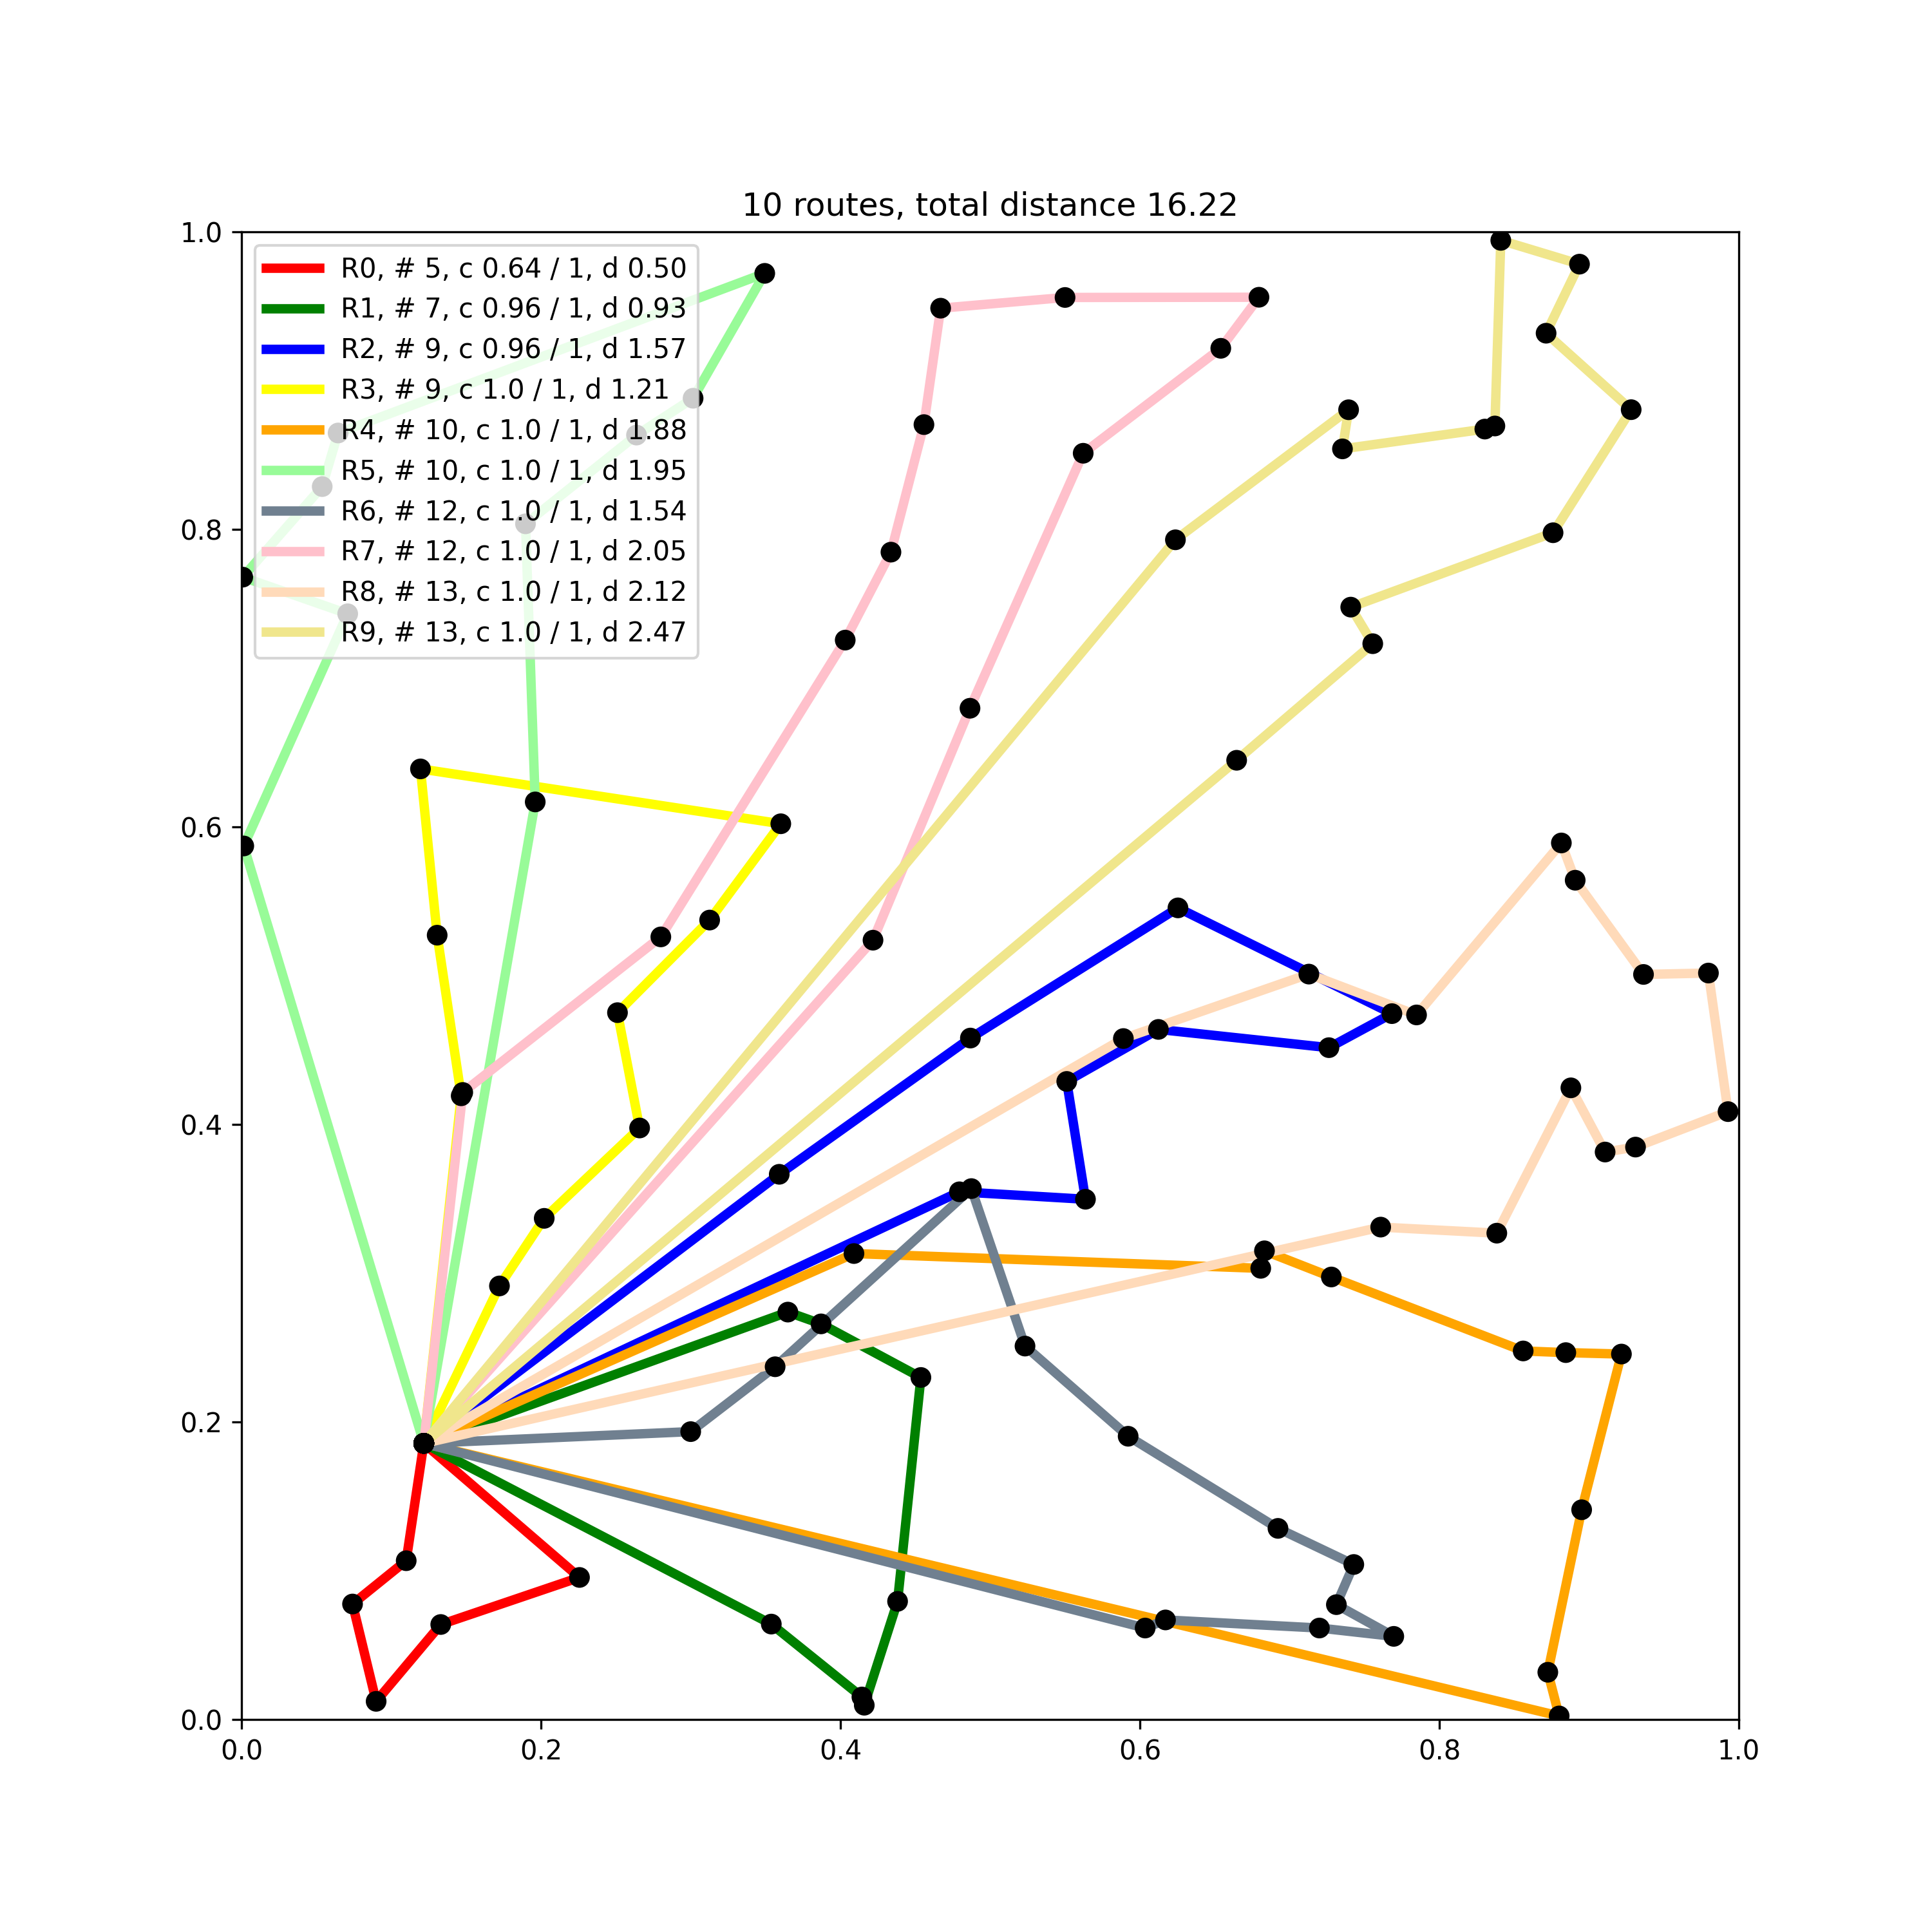 10 routes, total distance 16.22
1.0
0.8
0.6
0.4
0.2
0.0
R0, # 5, c 0.64 / 1, d 0.50
R1, # 7, c 0.96 / 1, d 0.93
R2, # 9, c 0.96 / 1, d 1.57
R3, # 9, c 1.0 / 1, d 1.21
R4, # 10, c 1.0 / 1, d 1.88
R5, # 10, c 1.0 / 1, d 1.95
R6, # 12, c 1.0 / 1, d 1.54
R7, # 12, c 1.0 / 1, d 2.05
R8, # 13, c 1.0 / 1, d 2.12
R9, # 13, c 1.0 / 1, d 2.47
0.0 0.2 0.4 0.6 0.8 1.0